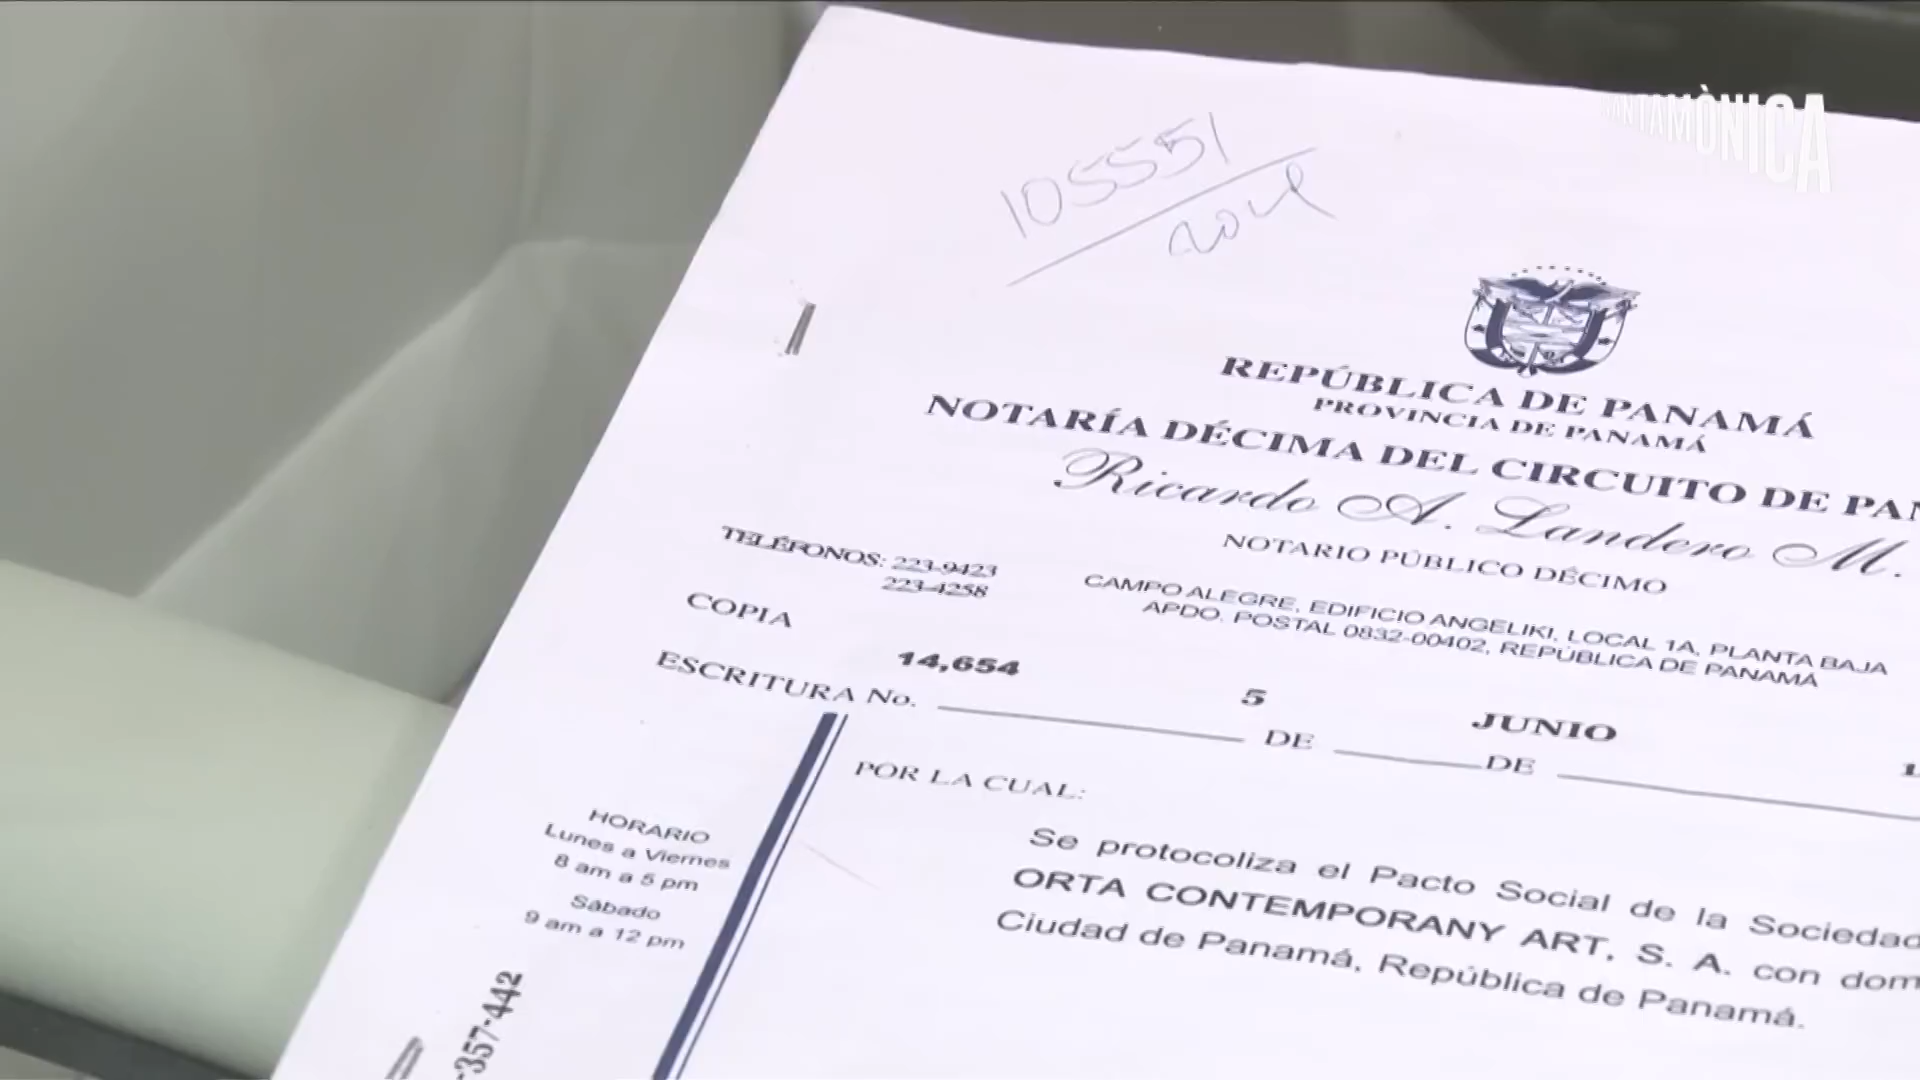 SANTAMÒNICA
105551
REPÚBLICA DE PANAMÁ
PROVINCIA DE PANAMÁ
NOTARÍA DÉCIMA DEL CIRCUITO DE PAN
Ricardo A. Landero M.
NOTARIO PÚBLICO DÉCIMO
TELÉFONOS: 223-9423
223-4258
CAMPO ALEGRE, EDIFICIO ANGELIKI, LOCAL 1A, PLANTA BAJA
APDO. POSTAL 0832-00402, REPÚBLICA DE PANAMÁ
COPIA
ESCRITURA No. 14,654 DE 5 DE JUNIO
POR LA CUAL:
HORARIO
Lunes a Viernes
8 am a 5 pm
Sábado
9 am a 12 pm
-357-442
Se protocoliza el Pacto Social de la Sociedad
ORTA CONTEMPORANY ART, S. A. con dom
Ciudad de Panamá, República de Panamá.